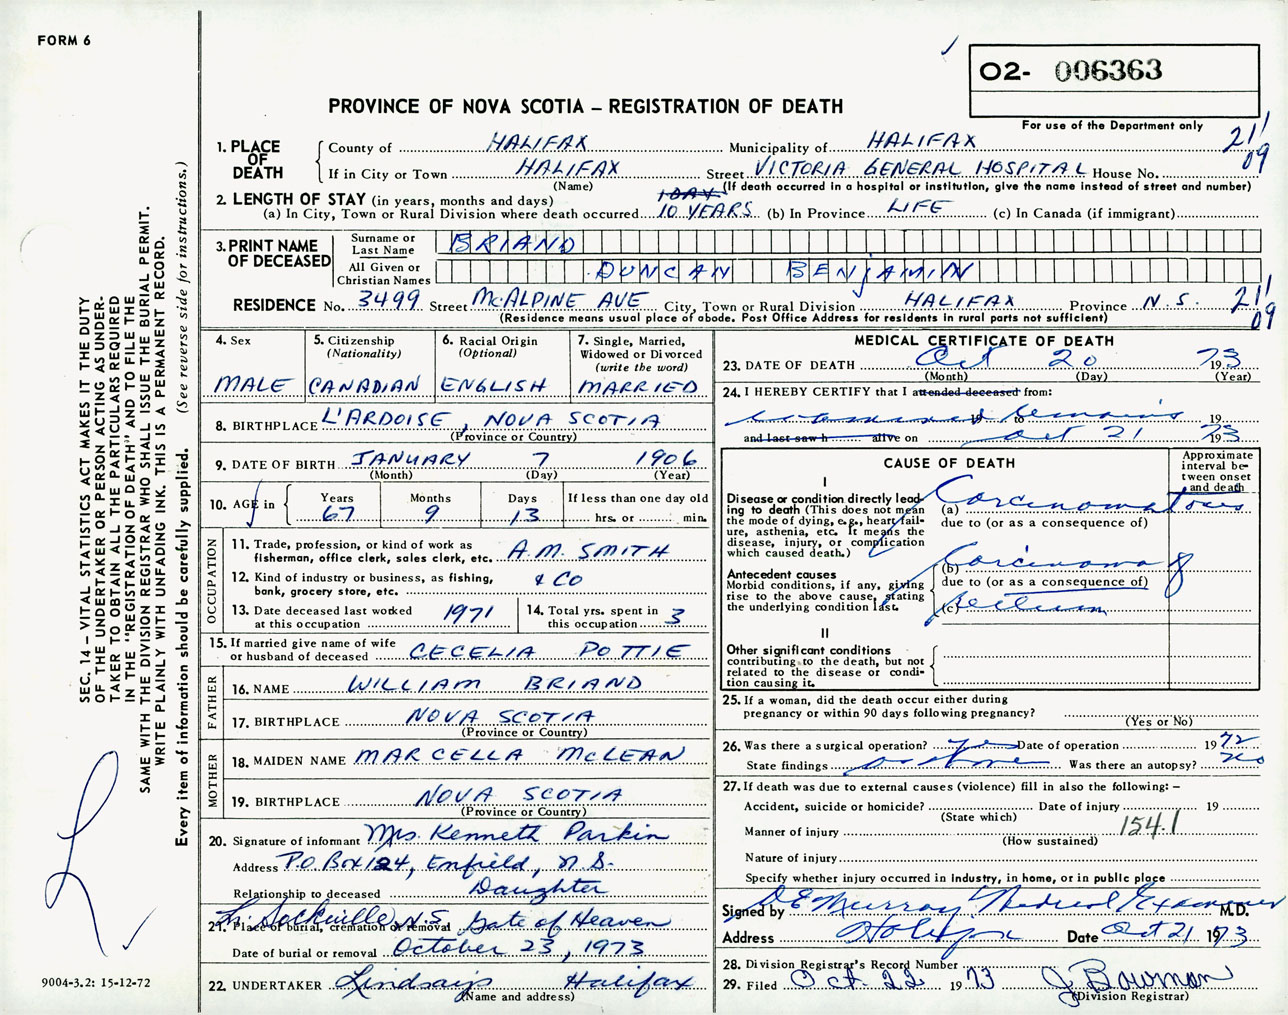 FORM 6
O2- 006363
PROVINCE OF NOVA SCOTIA – REGISTRATION OF DEATH
For use of the Department only
211
09
1. PLACE OF DEATH
County of HALIFAX Municipality of HALIFAX
If in City or Town HALIFAX Street VICTORIA GENERAL HOSPITAL House No.
(Name) (If death occurred in a hospital or institution, give the name instead of street and number)
2. LENGTH OF STAY (in years, months and days) 1 DAY
(a) In City, Town or Rural Division where death occurred 10 YEARS (b) In Province LIFE (c) In Canada (if immigrant)
3. PRINT NAME OF DECEASED
Surname or Last Name BRIAND
All Given or Christian Names DUNCAN BENJAMIN
RESIDENCE No. 3499 Street McALPINE AVE City, Town or Rural Division HALIFAX Province N.S.
211
09
(Residence means usual place of abode. Post Office Address for residents in rural parts not sufficient)
4. Sex
MALE
5. Citizenship
(Nationality)
CANADIAN
6. Racial Origin
(Optional)
ENGLISH
7. Single, Married, Widowed or Divorced
(write the word)
MARRIED
8. BIRTHPLACE L'ARDOISE, NOVA SCOTIA
(Province or Country)
9. DATE OF BIRTH JANUARY 7 1906
(Month) (Day) (Year)
10. AGE in
Years Months Days If less than one day old
67 9 13 hrs. or min.
OCCUPATION
11. Trade, profession, or kind of work as fisherman, office clerk, sales clerk, etc. A.M. SMITH
12. Kind of industry or business, as fishing, bank, grocery store, etc. & CO
13. Date deceased last worked at this occupation 1971
14. Total yrs. spent in this occupation 3
15. If married give name of wife or husband of deceased CECELIA POTTIE
FATHER
16. NAME WILLIAM BRIAND
17. BIRTHPLACE NOVA SCOTIA
(Province or Country)
MOTHER
18. MAIDEN NAME MARCELLA McLEAN
19. BIRTHPLACE NOVA SCOTIA
(Province or Country)
20. Signature of informant Mrs. Kenneth Parkin
Address P.O. Box 124, Enfield, N.S.
Relationship to deceased Daughter
21. Place of burial, cremation or removal L. Sackville N.S. Gate of Heaven
Date of burial or removal October 23, 1973
22. UNDERTAKER Lindsay's Halifax
(Name and address)
MEDICAL CERTIFICATE OF DEATH
23. DATE OF DEATH Oct 20 1973
(Month) (Day) (Year)
24. I HEREBY CERTIFY that I attended deceased from:
19 to remains 19
and last saw h alive on Oct 21 1973
CAUSE OF DEATH
Approximate interval between onset and death
I
Disease or condition directly leading to death (This does not mean the mode of dying, e.g., heart failure, asthenia, etc. It means the disease, injury, or complication which caused death.)
(a) Carcinomatosis
due to (or as a consequence of)
Antecedent causes
Morbid conditions, if any, giving rise to the above cause, stating the underlying condition last.
(b) Carcinoma of
due to (or as a consequence of)
(c) Rectum
II
Other significant conditions contributing to the death, but not related to the disease or condition causing it.
25. If a woman, did the death occur either during pregnancy or within 90 days following pregnancy?
(Yes or No)
26. Was there a surgical operation? yes Date of operation 1972
State findings as above Was there an autopsy? no
27. If death was due to external causes (violence) fill in also the following: –
Accident, suicide or homicide? Date of injury 19
(State which)
Manner of injury 154.1
(How sustained)
Nature of injury
Specify whether injury occurred in industry, in home, or in public place
Signed by D E Murray Medical Examiner M.D.
Address Halifax Date Oct 21 1973
28. Division Registrar's Record Number
29. Filed Oct. 22 1973 J Bowman
(Division Registrar)
SEC. 14 – VITAL STATISTICS ACT MAKES IT THE DUTY
OF THE UNDERTAKER OR PERSON ACTING AS UNDER-
TAKER TO OBTAIN ALL THE PARTICULARS REQUIRED
IN THE "REGISTRATION OF DEATH" AND TO FILE THE
SAME WITH THE DIVISION REGISTRAR WHO SHALL ISSUE THE BURIAL PERMIT.
WRITE PLAINLY WITH UNFADING INK. THIS IS A PERMANENT RECORD.
Every item of information should be carefully supplied. (See reverse side for instructions.)
9004-3.2: 15-12-72